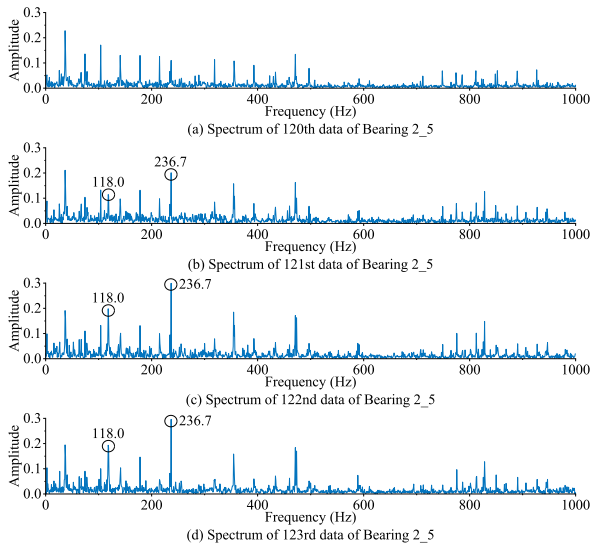 Amplitude
0.3
0.2
0.1
0.0
0 200 400 600 800 1000
Frequency (Hz)
(a) Spectrum of 120th data of Bearing 2_5
Amplitude
0.3
0.2
0.1
0.0
118.0
236.7
0 200 400 600 800 1000
Frequency (Hz)
(b) Spectrum of 121st data of Bearing 2_5
Amplitude
0.3
0.2
0.1
0.0
118.0
236.7
0 200 400 600 800 1000
Frequency (Hz)
(c) Spectrum of 122nd data of Bearing 2_5
Amplitude
0.3
0.2
0.1
0.0
118.0
236.7
0 200 400 600 800 1000
Frequency (Hz)
(d) Spectrum of 123rd data of Bearing 2_5